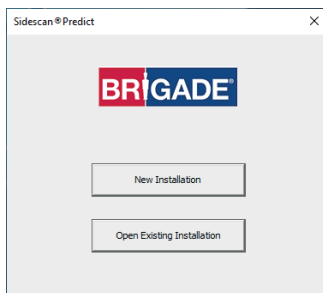 Sidescan®Predict
BRIGADE®
New Installation
Open Existing Installation